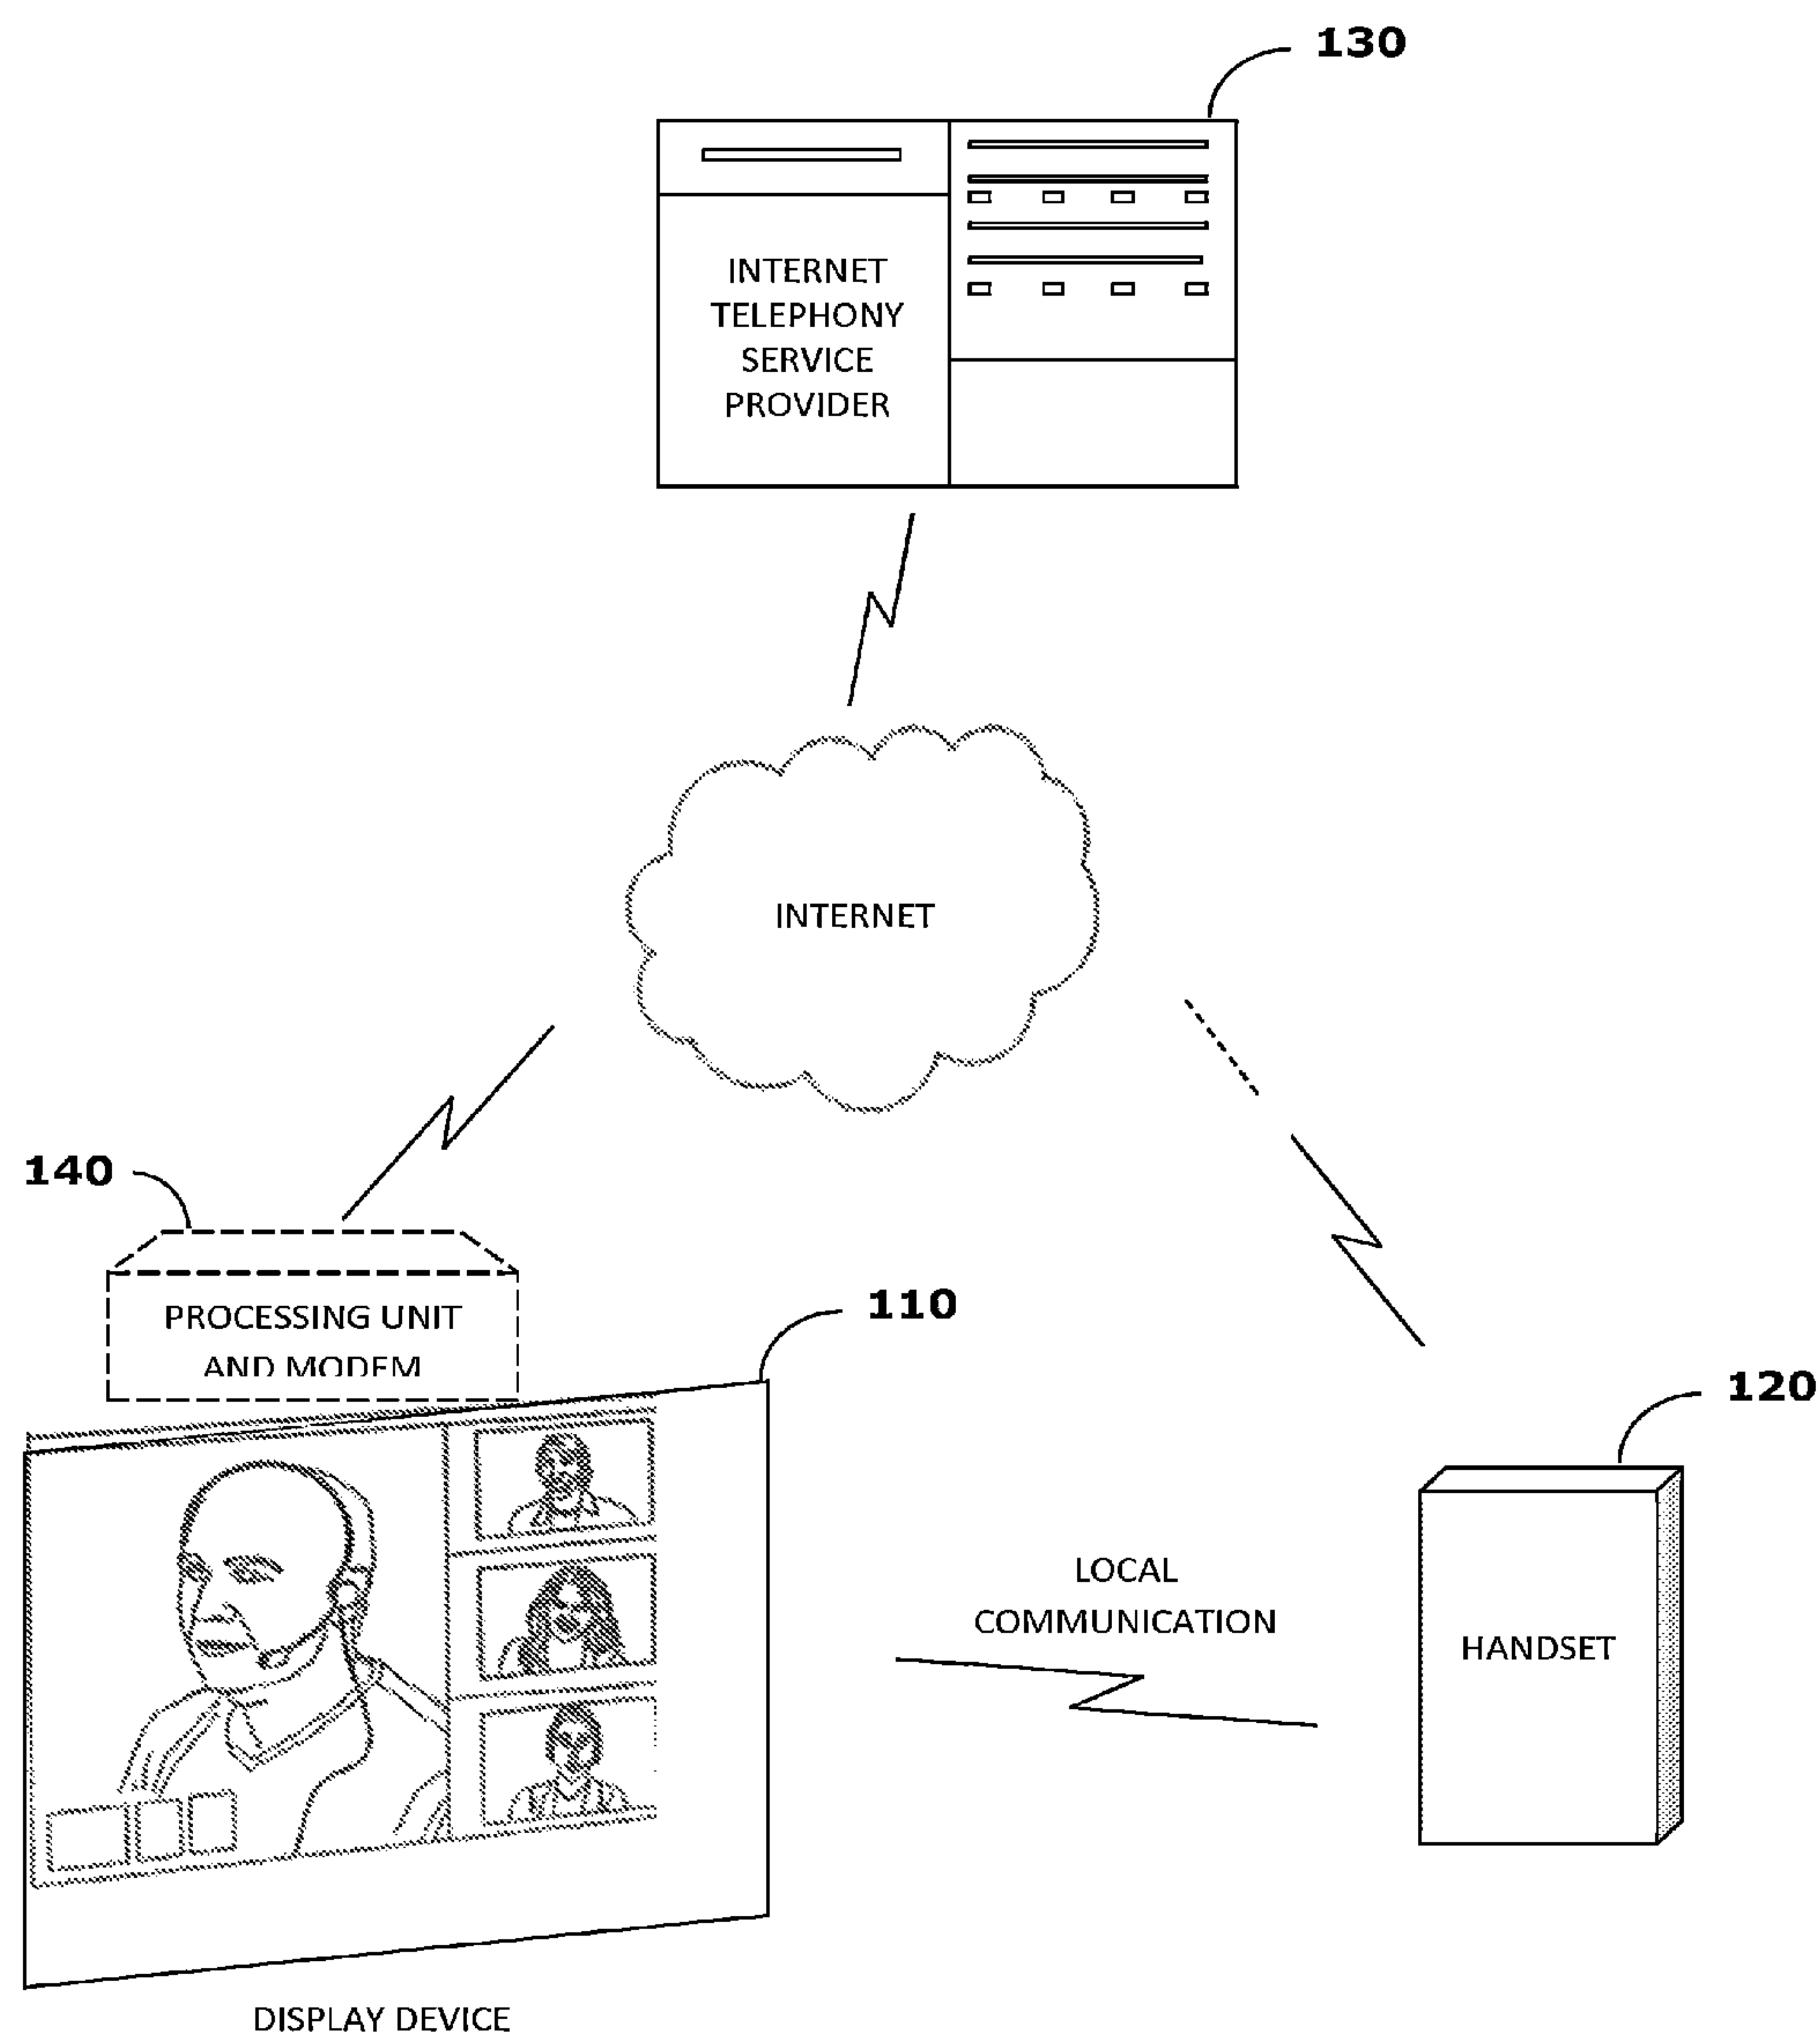 130
INTERNET
TELEPHONY
SERVICE
PROVIDER
INTERNET
140
PROCESSING UNIT
AND MODEM
110
120
LOCAL
COMMUNICATION
HANDSET
DISPLAY DEVICE